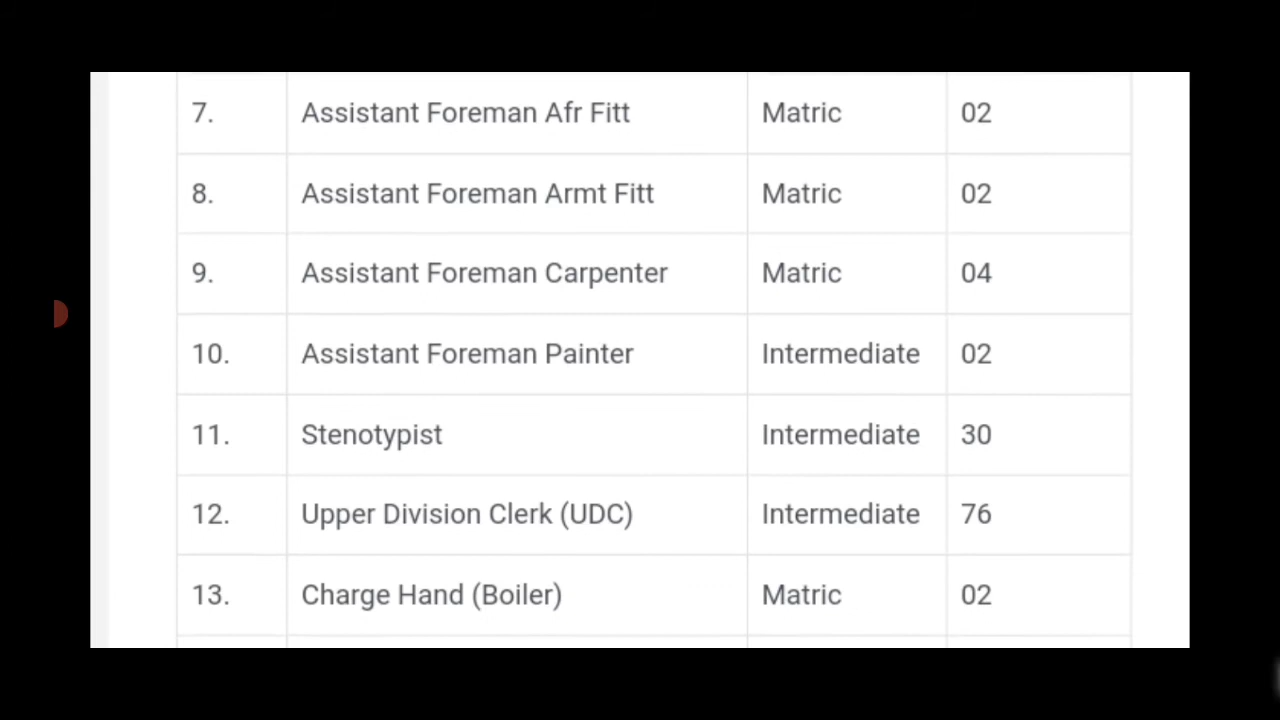 7. Assistant Foreman Afr Fitt Matric 02
8. Assistant Foreman Armt Fitt Matric 02
9. Assistant Foreman Carpenter Matric 04
10. Assistant Foreman Painter Intermediate 02
11. Stenotypist Intermediate 30
12. Upper Division Clerk (UDC) Intermediate 76
13. Charge Hand (Boiler) Matric 02